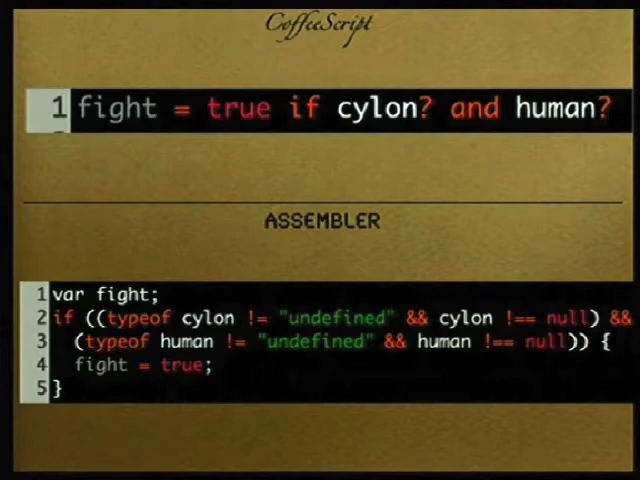 CoffeeScript
1 fight = true if cylon? and human?
ASSEMBLER
1 var fight;
2 if ((typeof cylon != "undefined" && cylon !== null) &&
3 (typeof human != "undefined" && human !== null)) {
4 fight = true;
5 }